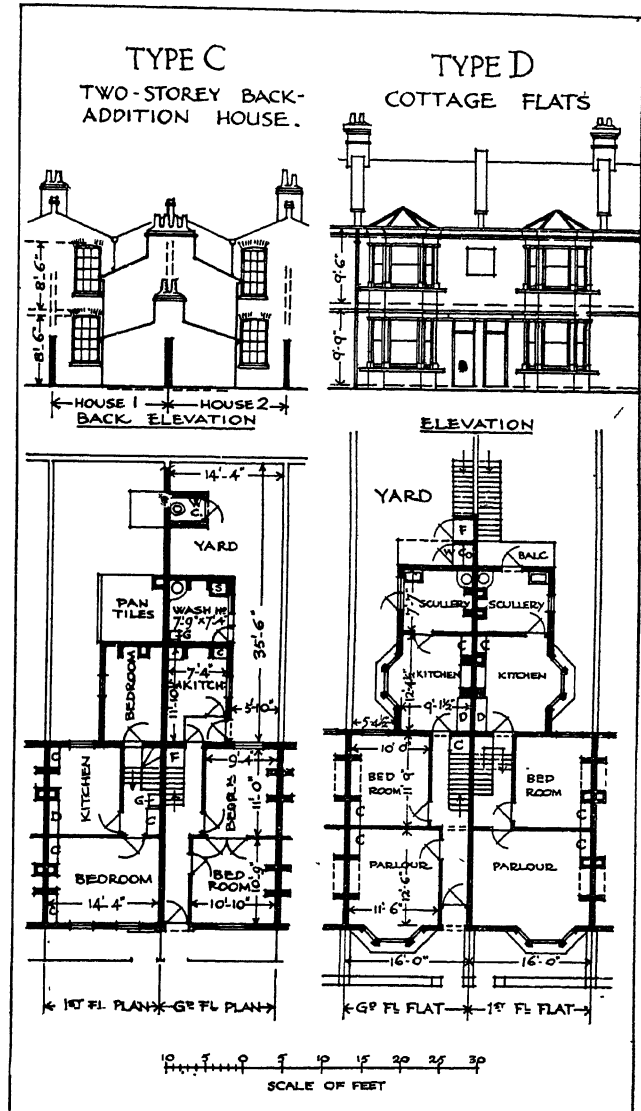 TYPE C
TWO-STOREY BACK-
ADDITION HOUSE.
8'-6"
8'-6"
HOUSE 1
HOUSE 2
BACK ELEVATION
14'-4"
YARD
PAN
TILES
WASH HSE
7'-9" x 7'-4"
S
C
35'-6"
BEDROOM
11'-10"
7'-4"
KITCH
5'-10"
F
9'-4"
KITCHEN
C
D
C
BEDRM
11'-0"
BEDROOM
BED
ROOM
10'-9"
14'-4"
10'-10"
1ST FL PLAN
GD FL PLAN
TYPE D
COTTAGE FLATS
9'-6"
9'-9"
ELEVATION
YARD
F
W C
BALC
7'-7"
SCULLERY
SCULLERY
C
C
KITCHEN
KITCHEN
9'-1½"
D
D
5'-4½"
10'-0"
C
BED
ROOM
BED
ROOM
C
C
PARLOUR
PARLOUR
11'-6"
12'-6"
16'-0"
16'-0"
GD FL FLAT
1ST FL FLAT
10 5 0 5 10 15 20 25 30
SCALE OF FEET